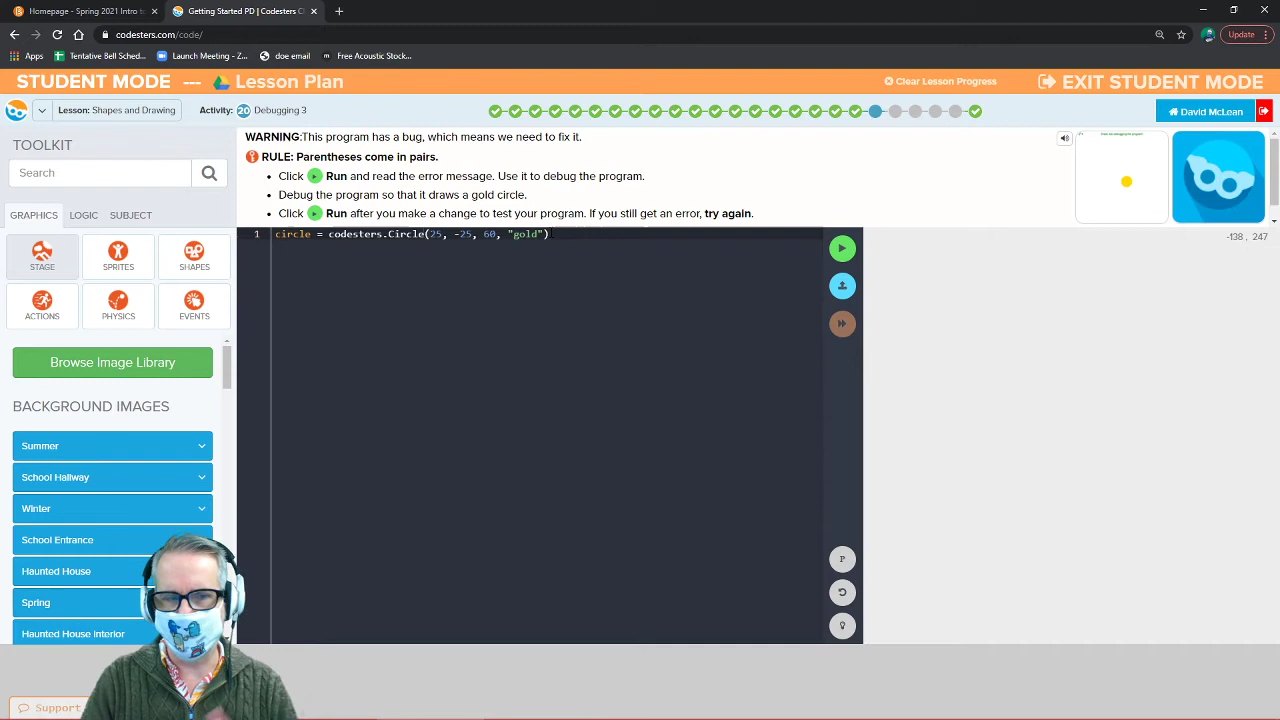 Homepage - Spring 2021 Intro to
Getting Started PD | Codesters Cl
codesters.com/code/
Update
Apps
Tentative Bell Sched...
Launch Meeting - Z...
doe email
Free Acoustic Stock...
STUDENT MODE --- Lesson Plan
Clear Lesson Progress
EXIT STUDENT MODE
Lesson: Shapes and Drawing
Activity: 20 Debugging 3
David McLean
TOOLKIT
Search
GRAPHICS LOGIC SUBJECT
STAGE SPRITES SHAPES
ACTIONS PHYSICS EVENTS
Browse Image Library
BACKGROUND IMAGES
Summer
School Hallway
Winter
School Entrance
Haunted House
Spring
Haunted House Interior
Support
WARNING:This program has a bug, which means we need to fix it.
RULE: Parentheses come in pairs.
Click Run and read the error message. Use it to debug the program.
Debug the program so that it draws a gold circle.
Click Run after you make a change to test your program. If you still get an error, try again.
1 circle = codesters.Circle(25, -25, 60, "gold")
P
-138, 247